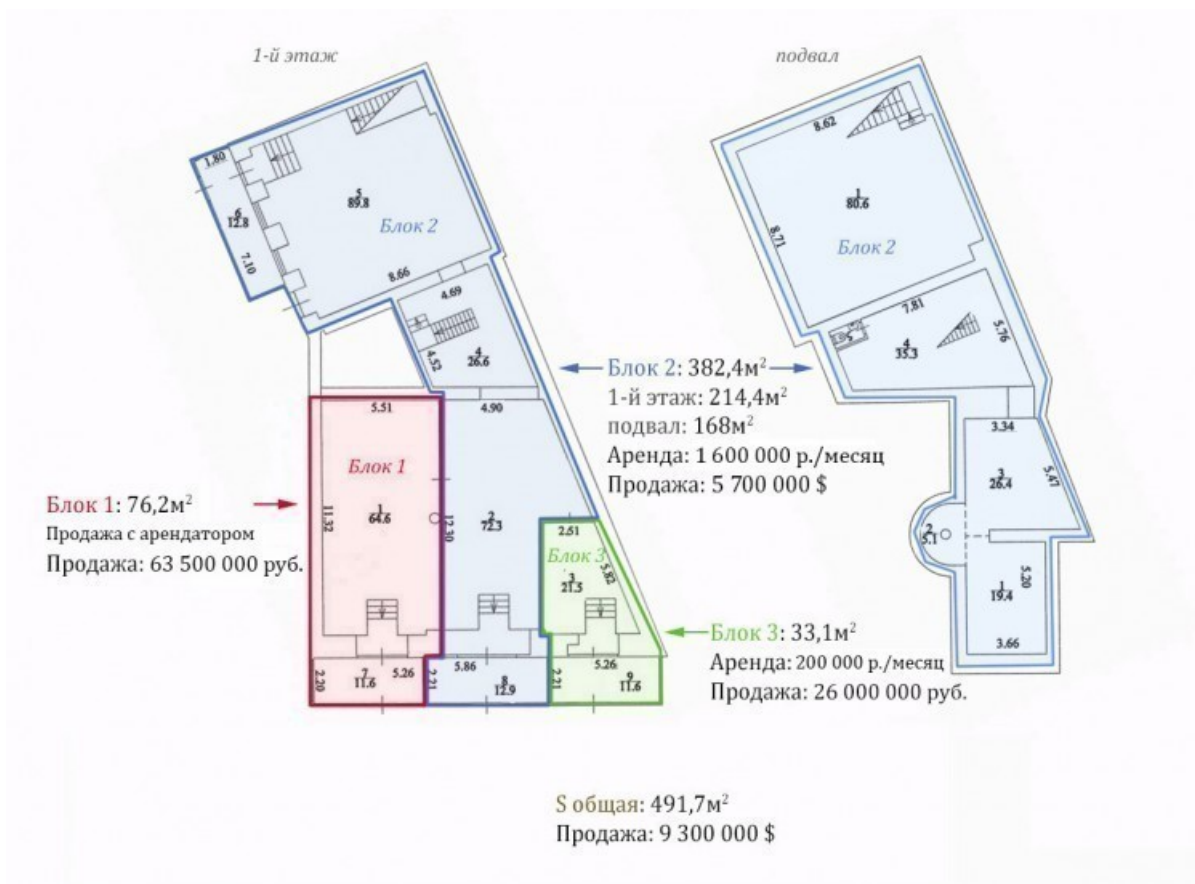 1-й этаж
подвал
1.80
6
12.8
7.10
5
89.8
Блок 2
8.66
4.69
4.52
4
26.6
8.62
1
80.6
8.71
Блок 2
7.81
4
35.3
5.76
3.34
3
26.4
5.47
2
5.1
5.20
1
19.4
3.66
Блок 2: 382,4м²
1-й этаж: 214,4м²
подвал: 168м²
Аренда: 1 600 000 р./месяц
Продажа: 5 700 000 $
5.51
4.90
Блок 1
11.32
1
64.6
12.30
2
72.3
2.51
Блок 3
3
21.5
5.82
Блок 1: 76,2м²
Продажа с арендатором
Продажа: 63 500 000 руб.
2.20
7
11.6
5.26
2.21
5.86
8
12.9
2.21
5.26
9
11.6
Блок 3: 33,1м²
Аренда: 200 000 р./месяц
Продажа: 26 000 000 руб.
S общая: 491,7м²
Продажа: 9 300 000 $